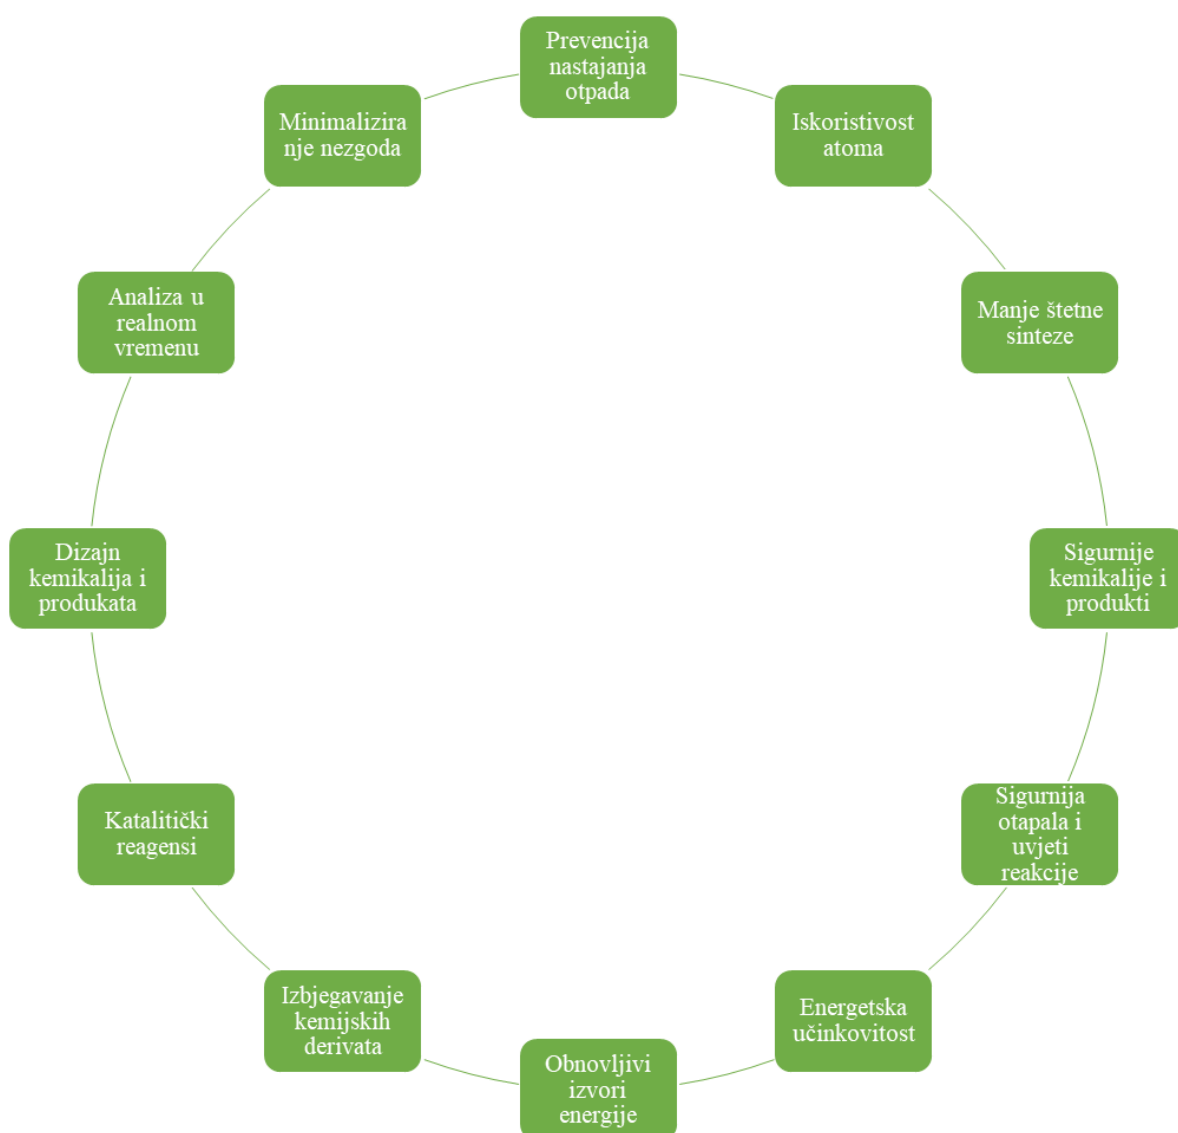 Prevencija
nastajanja
otpada
Iskoristivost
atoma
Manje štetne
sinteze
Sigurnije
kemikalije i
produkti
Sigurnija
otapala i
uvjeti
reakcije
Energetska
učinkovitost
Obnovljivi
izvori
energije
Izbjegavanje
kemijskih
derivata
Katalitički
reagensi
Dizajn
kemikalija i
produkata
Analiza u
realnom
vremenu
Minimalizira
nje nezgoda